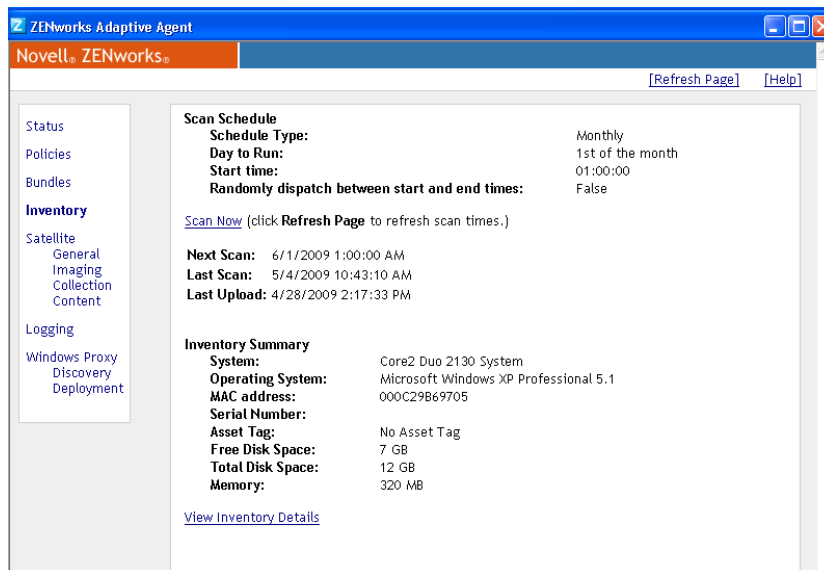 ZENworks Adaptive Agent
Novell® ZENworks®
[Refresh Page] [Help]
Status
Policies
Bundles
Inventory
Satellite
General
Imaging
Collection
Content
Logging
Windows Proxy
Discovery
Deployment
Scan Schedule
Schedule Type: Monthly
Day to Run: 1st of the month
Start time: 01:00:00
Randomly dispatch between start and end times: False
Scan Now (click Refresh Page to refresh scan times.)
Next Scan: 6/1/2009 1:00:00 AM
Last Scan: 5/4/2009 10:43:10 AM
Last Upload: 4/28/2009 2:17:33 PM
Inventory Summary
System: Core2 Duo 2130 System
Operating System: Microsoft Windows XP Professional 5.1
MAC address: 000C29B69705
Serial Number:
Asset Tag: No Asset Tag
Free Disk Space: 7 GB
Total Disk Space: 12 GB
Memory: 320 MB
View Inventory Details